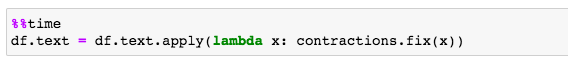 %%time
df.text = df.text.apply(lambda x: contractions.fix(x))